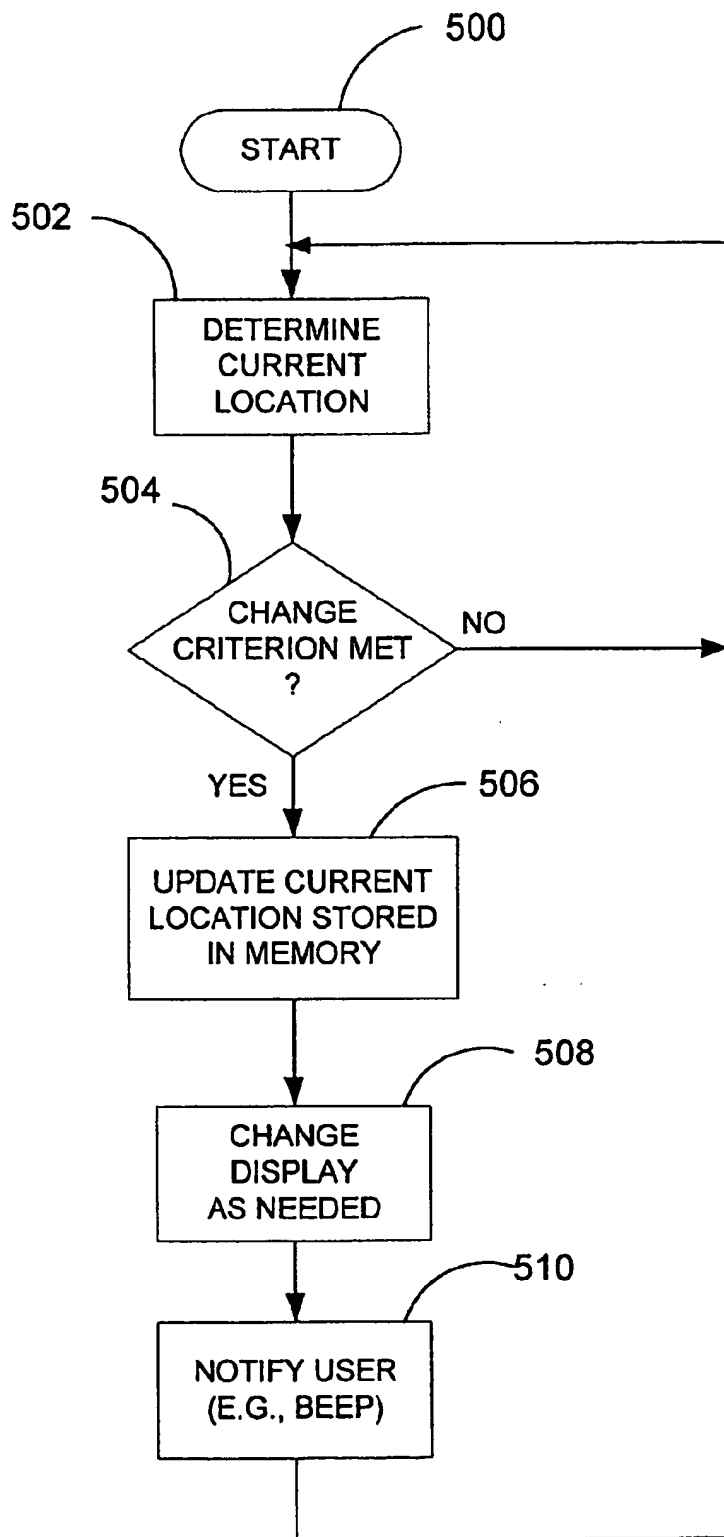 500
START
502
DETERMINE
CURRENT
LOCATION
504
CHANGE
CRITERION MET
?
NO
YES
506
UPDATE CURRENT
LOCATION STORED
IN MEMORY
508
CHANGE
DISPLAY
AS NEEDED
510
NOTIFY USER
(E.G., BEEP)